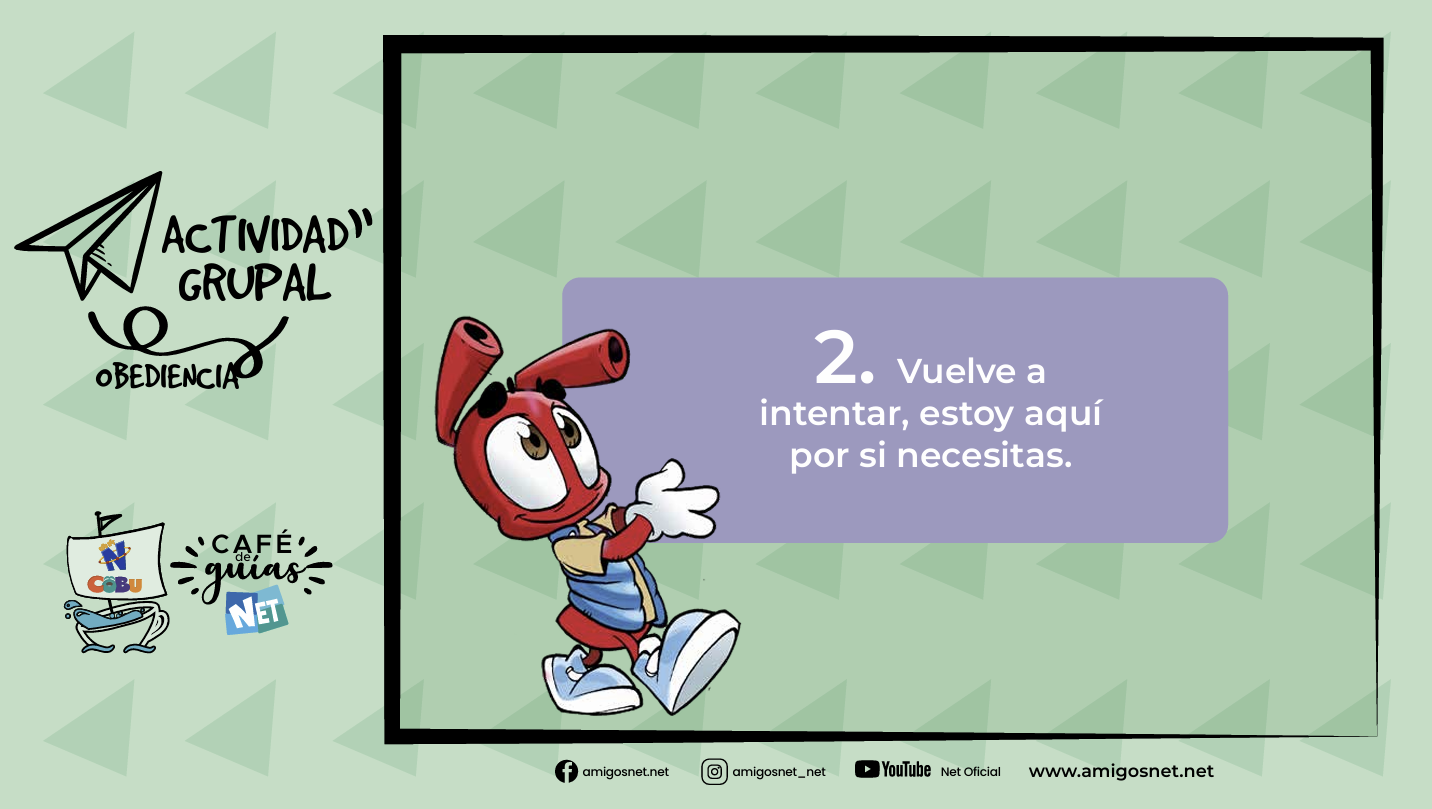 ACTIVIDAD
GRUPAL
OBEDIENCIA
N
COBU
CAFÉ
de
guías
NET
2. Vuelve a
intentar, estoy aquí
por si necesitas.
amigosnet.net
amigosnet_net
YouTube Net Oficial
www.amigosnet.net